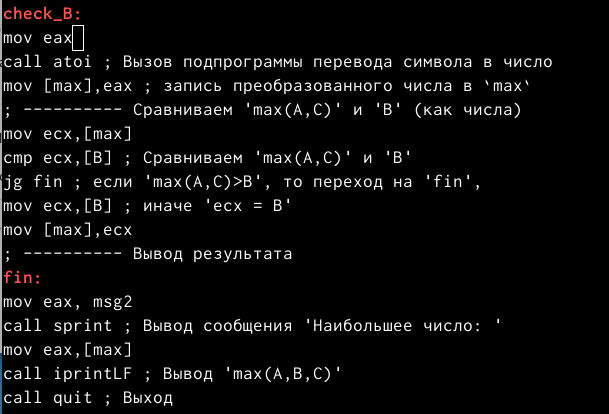 check_B:
mov eax
call atoi ; Вызов подпрограммы перевода символа в число
mov [max],eax ; запись преобразованного числа в `max`
; ---------- Сравниваем 'max(A,C)' и 'B' (как числа)
mov ecx,[max]
cmp ecx,[B] ; Сравниваем 'max(A,C)' и 'B'
jg fin ; если 'max(A,C)>B', то переход на 'fin',
mov ecx,[B] ; иначе 'ecx = B'
mov [max],ecx
; ---------- Вывод результата
fin:
mov eax, msg2
call sprint ; Вывод сообщения 'Наибольшее число: '
mov eax,[max]
call iprintLF ; Вывод 'max(A,B,C)'
call quit ; Выход